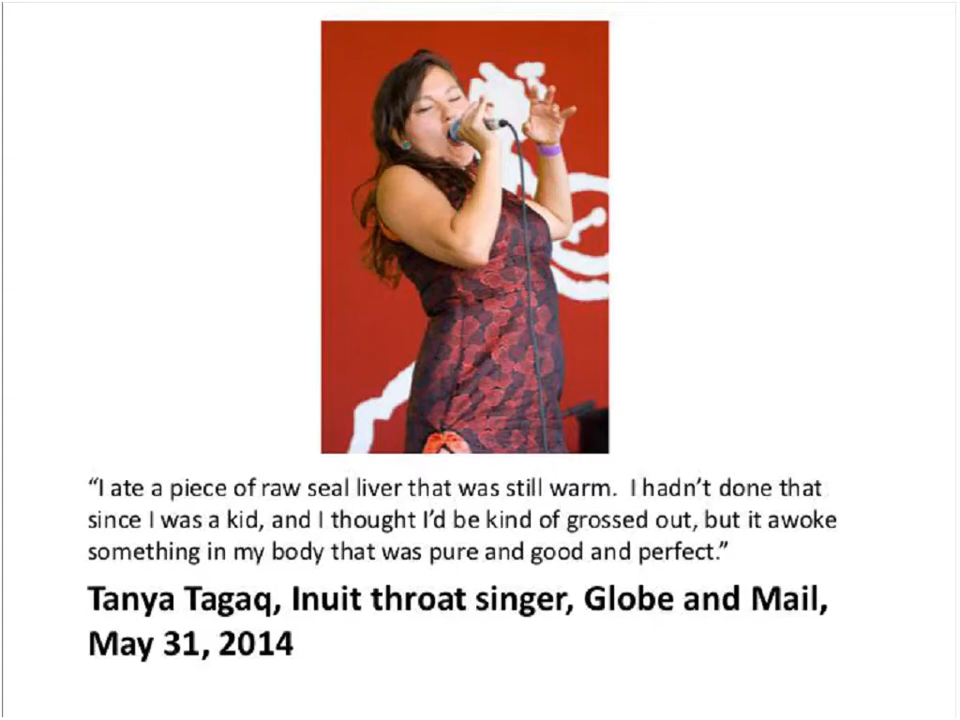 “I ate a piece of raw seal liver that was still warm.  I hadn’t done that
since I was a kid, and I thought I’d be kind of grossed out, but it awoke
something in my body that was pure and good and perfect.”
Tanya Tagaq, Inuit throat singer, Globe and Mail,
May 31, 2014